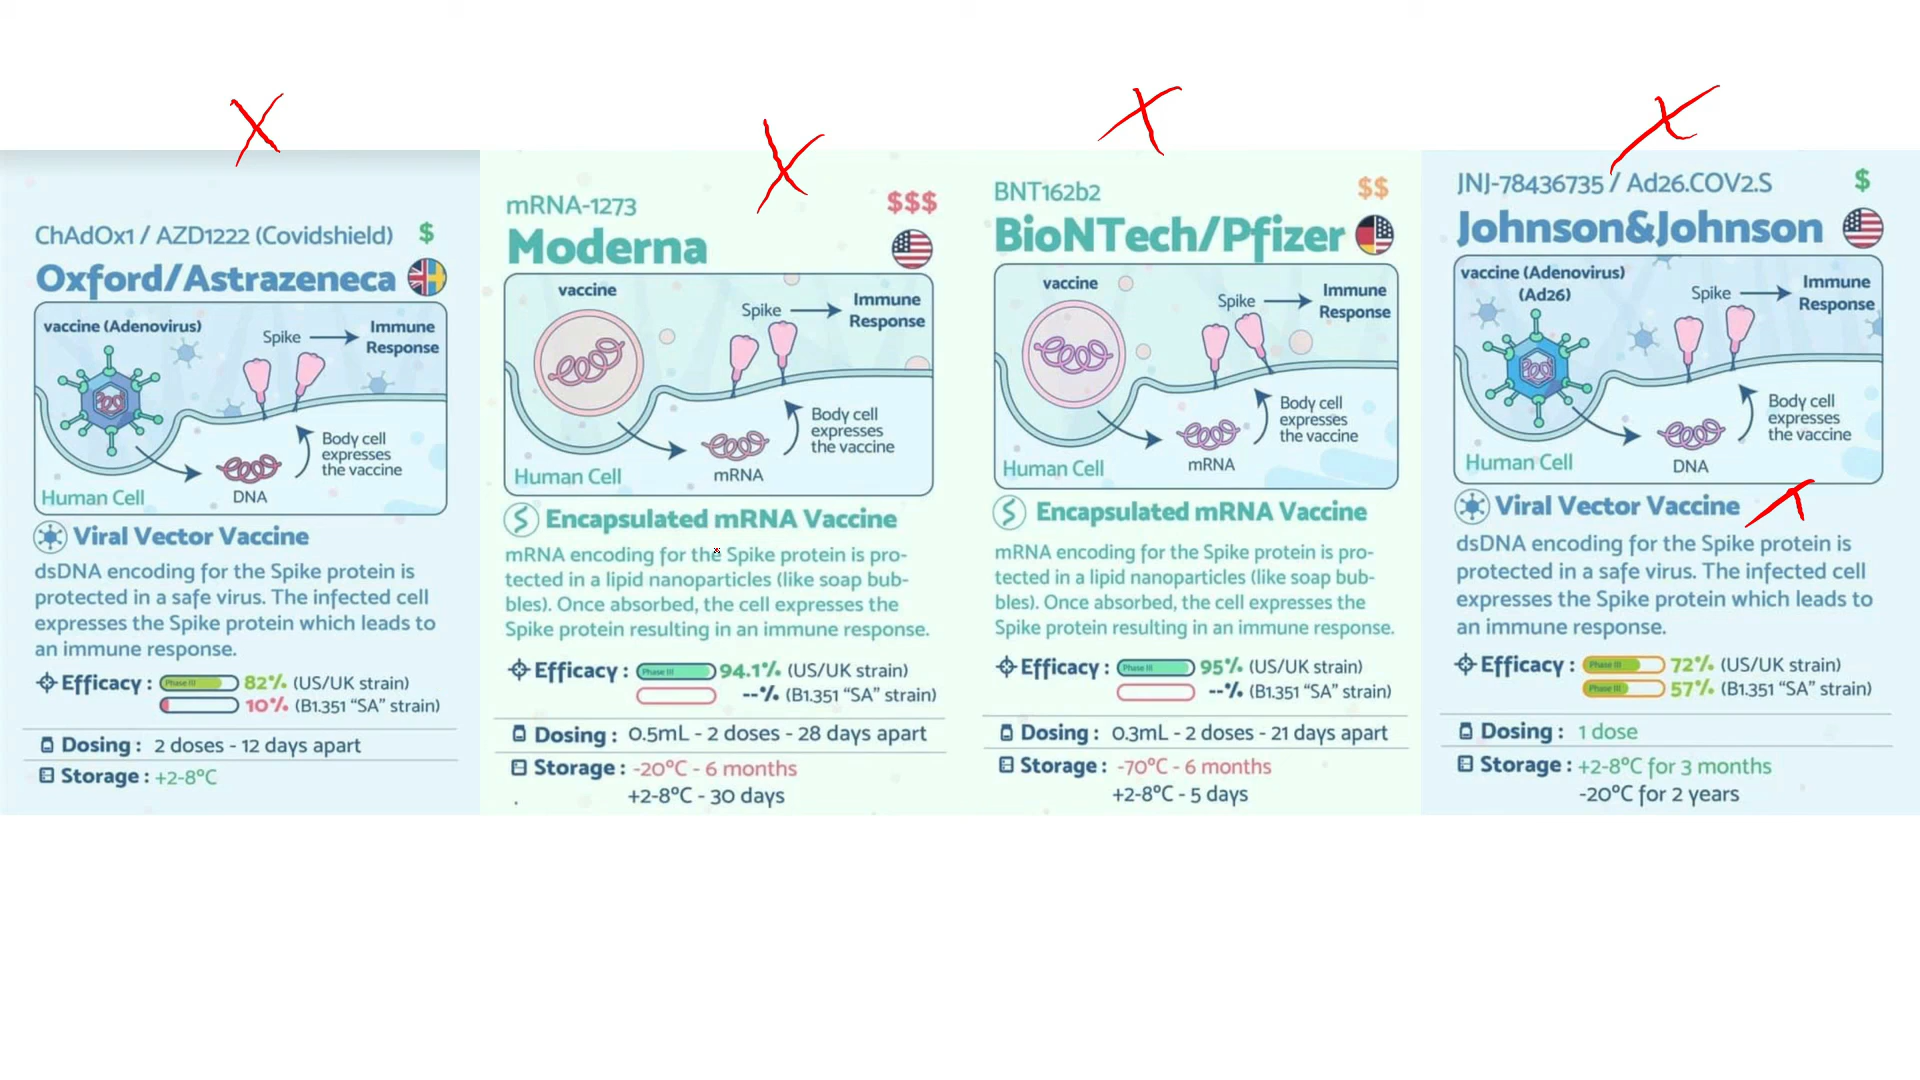 ChAdOx1 / AZD1222 (Covidshield) $
Oxford/Astrazeneca
vaccine (Adenovirus)
Spike
Immune
Response
Body cell
expresses
the vaccine
Human Cell
DNA
Viral Vector Vaccine
dsDNA encoding for the Spike protein is
protected in a safe virus. The infected cell
expresses the Spike protein which leads to
an immune response.
Efficacy : Phase III 82% (US/UK strain)
10% (B1.351 “SA” strain)
Dosing : 2 doses - 12 days apart
Storage : +2-8°C
mRNA-1273 $$$
Moderna
vaccine
Spike
Immune
Response
Body cell
expresses
the vaccine
Human Cell
mRNA
Encapsulated mRNA Vaccine
mRNA encoding for the Spike protein is pro-
tected in a lipid nanoparticles (like soap bub-
bles). Once absorbed, the cell expresses the
Spike protein resulting in an immune response.
Efficacy : Phase III 94.1% (US/UK strain)
--% (B1.351 “SA” strain)
Dosing : 0.5mL - 2 doses - 28 days apart
Storage : -20°C - 6 months
+2-8°C - 30 days
BNT162b2 $$
BioNTech/Pfizer
vaccine
Spike
Immune
Response
Body cell
expresses
the vaccine
Human Cell
mRNA
Encapsulated mRNA Vaccine
mRNA encoding for the Spike protein is pro-
tected in a lipid nanoparticles (like soap bub-
bles). Once absorbed, the cell expresses the
Spike protein resulting in an immune response.
Efficacy : Phase III 95% (US/UK strain)
--% (B1.351 “SA” strain)
Dosing : 0.3mL - 2 doses - 21 days apart
Storage : -70°C - 6 months
+2-8°C - 5 days
JNJ-78436735 / Ad26.COV2.S $
Johnson&Johnson
vaccine (Adenovirus)
(Ad26)
Spike
Immune
Response
Body cell
expresses
the vaccine
Human Cell
DNA
Viral Vector Vaccine
dsDNA encoding for the Spike protein is
protected in a safe virus. The infected cell
expresses the Spike protein which leads to
an immune response.
Efficacy : Phase III 72% (US/UK strain)
Phase III 57% (B1.351 “SA” strain)
Dosing : 1 dose
Storage : +2-8°C for 3 months
-20°C for 2 years